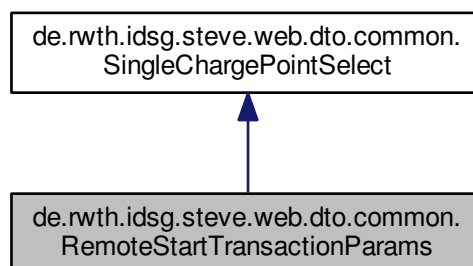 de.rwth.idsg.steve.web.dto.common.
SingleChargePointSelect
de.rwth.idsg.steve.web.dto.common.
RemoteStartTransactionParams